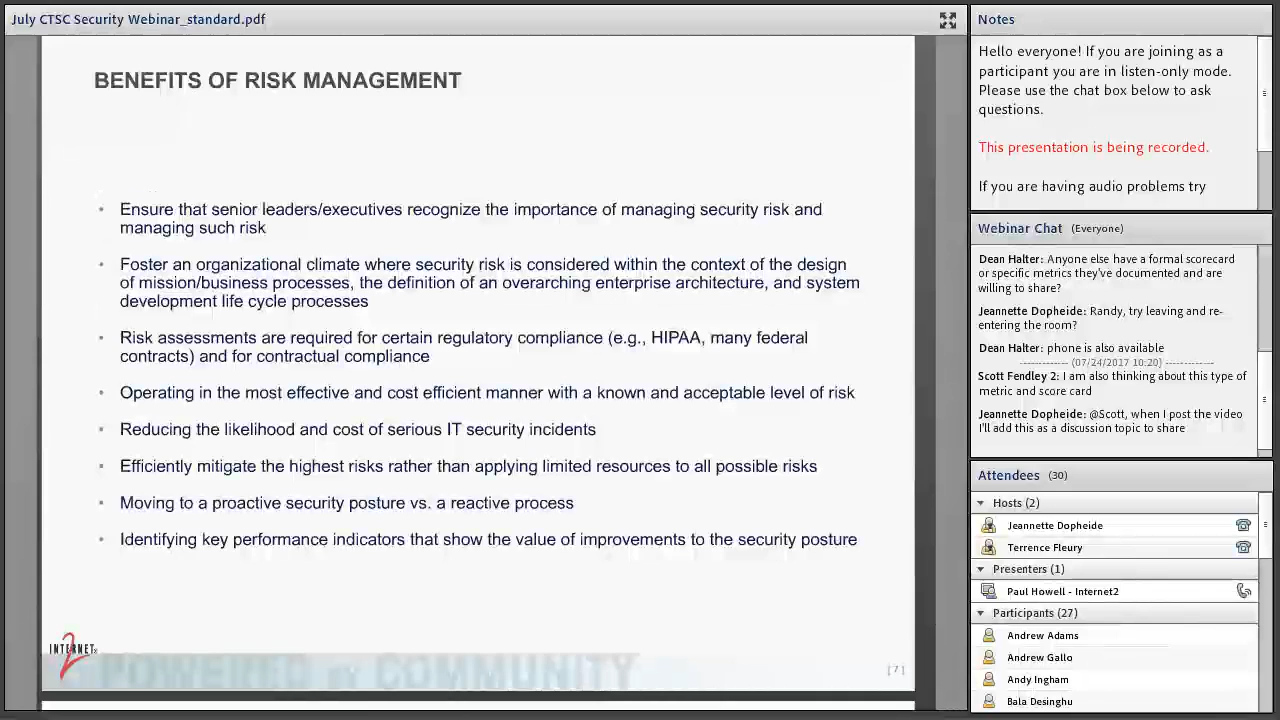 July CTSC Security Webinar_standard.pdf
BENEFITS OF RISK MANAGEMENT
• Ensure that senior leaders/executives recognize the importance of managing security risk and
managing such risk
• Foster an organizational climate where security risk is considered within the context of the design
of mission/business processes, the definition of an overarching enterprise architecture, and system
development life cycle processes
• Risk assessments are required for certain regulatory compliance (e.g., HIPAA, many federal
contracts) and for contractual compliance
• Operating in the most effective and cost efficient manner with a known and acceptable level of risk
• Reducing the likelihood and cost of serious IT security incidents
• Efficiently mitigate the highest risks rather than applying limited resources to all possible risks
• Moving to a proactive security posture vs. a reactive process
• Identifying key performance indicators that show the value of improvements to the security posture
INTERNET
2
COMMUNITY
[7]
Notes
Hello everyone! If you are joining as a
participant you are in listen-only mode.
Please use the chat box below to ask
questions.
This presentation is being recorded.
If you are having audio problems try
Webinar Chat (Everyone)
Dean Halter: Anyone else have a formal scorecard
or specific metrics they've documented and are
willing to share?
Jeannette Dopheide: Randy, try leaving and re-
entering the room?
Dean Halter: phone is also available
------------- (07/24/2017 10:20) -------------
Scott Fendley 2: I am also thinking about this type of
metric and score card
Jeannette Dopheide: @Scott, when I post the video
I'll add this as a discussion topic to share
Attendees (30)
Hosts (2)
Jeannette Dopheide
Terrence Fleury
Presenters (1)
Paul Howell - Internet2
Participants (27)
Andrew Adams
Andrew Gallo
Andy Ingham
Bala Desinghu